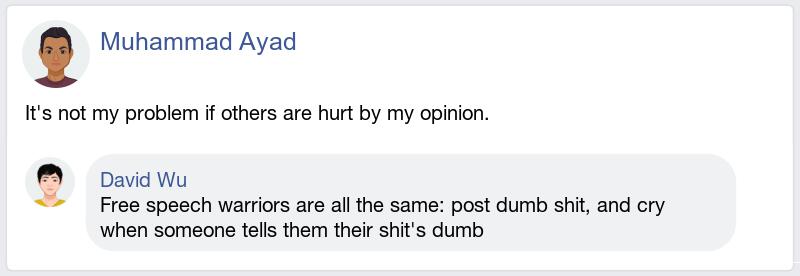 Muhammad Ayad
It's not my problem if others are hurt by my opinion.
David Wu
Free speech warriors are all the same: post dumb shit, and cry
when someone tells them their shit's dumb